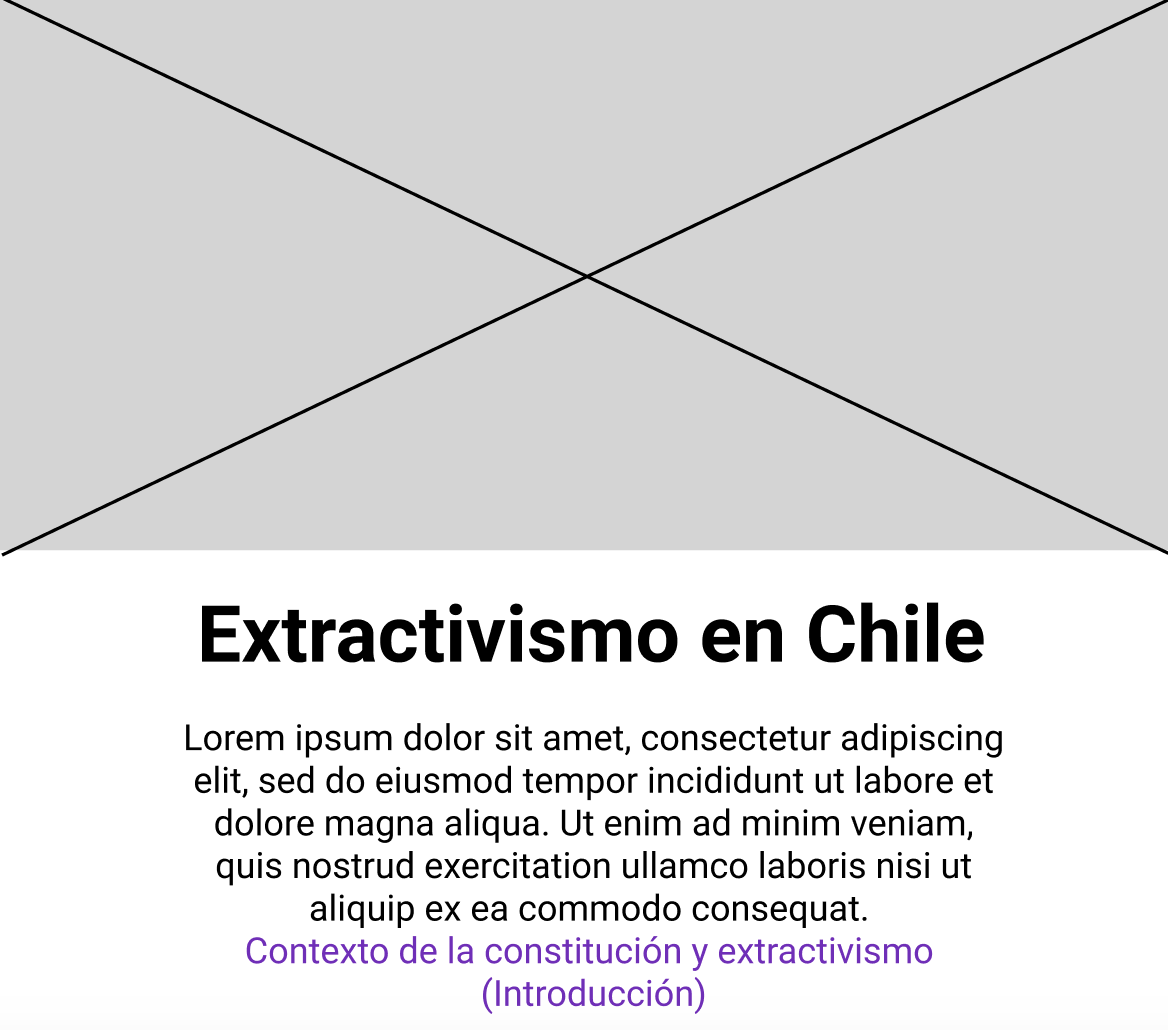 Extractivismo en Chile
Lorem ipsum dolor sit amet, consectetur adipiscing
elit, sed do eiusmod tempor incididunt ut labore et
dolore magna aliqua. Ut enim ad minim veniam,
quis nostrud exercitation ullamco laboris nisi ut
aliquip ex ea commodo consequat.
Contexto de la constitución y extractivismo
(Introducción)